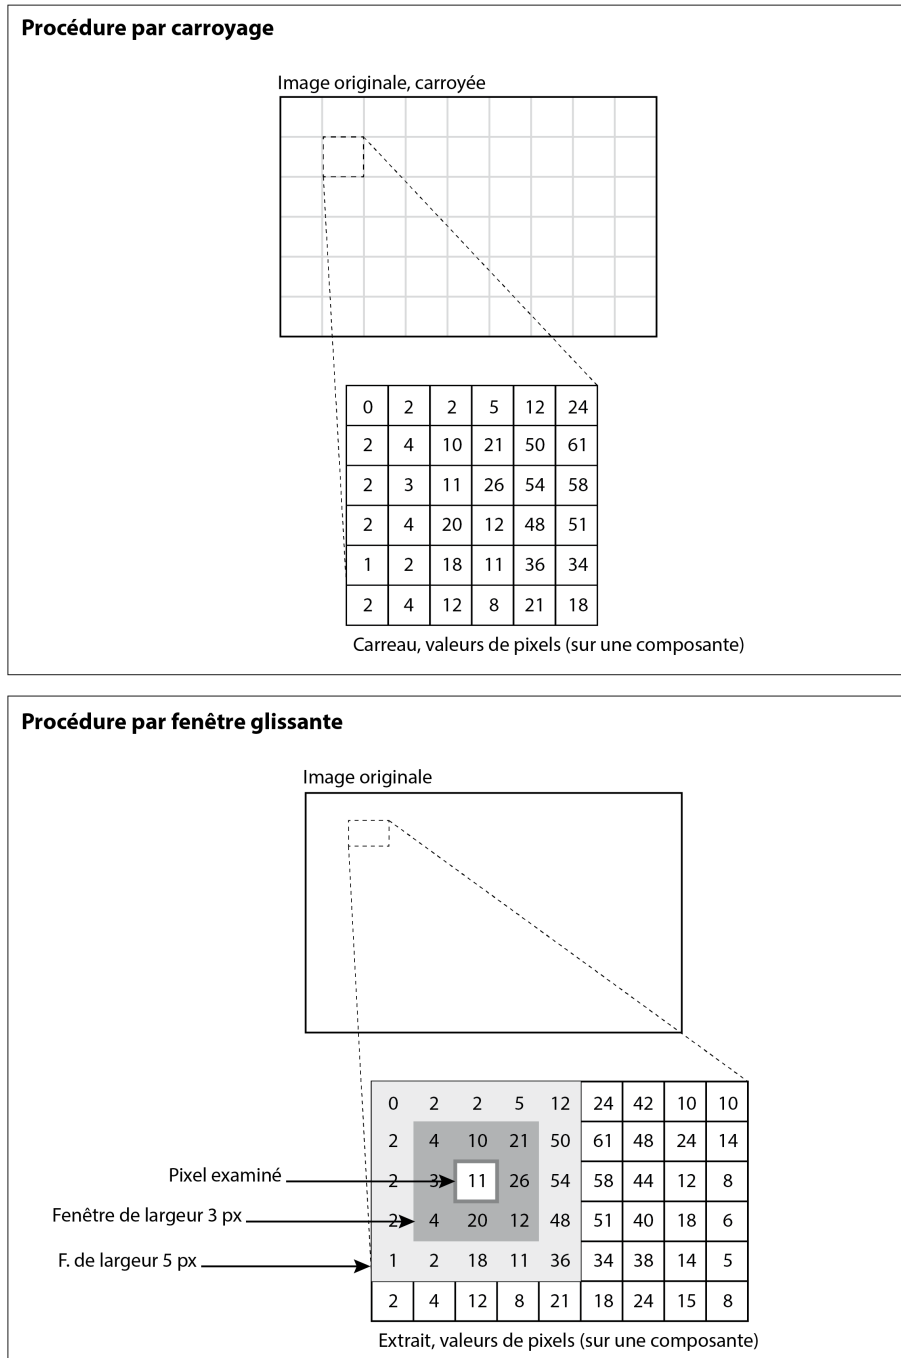 Procédure par carroyage
Image originale, carroyée
0 2 2 5 12 24
2 4 10 21 50 61
2 3 11 26 54 58
2 4 20 12 48 51
1 2 18 11 36 34
2 4 12 8 21 18
Carreau, valeurs de pixels (sur une composante)
Procédure par fenêtre glissante
Image originale
0 2 2 5 12 24 42 10 10
2 4 10 21 50 61 48 24 14
Pixel examiné 2 3 11 26 54 58 44 12 8
Fenêtre de largeur 3 px 2 4 20 12 48 51 40 18 6
F. de largeur 5 px 1 2 18 11 36 34 38 14 5
2 4 12 8 21 18 24 15 8
Extrait, valeurs de pixels (sur une composante)